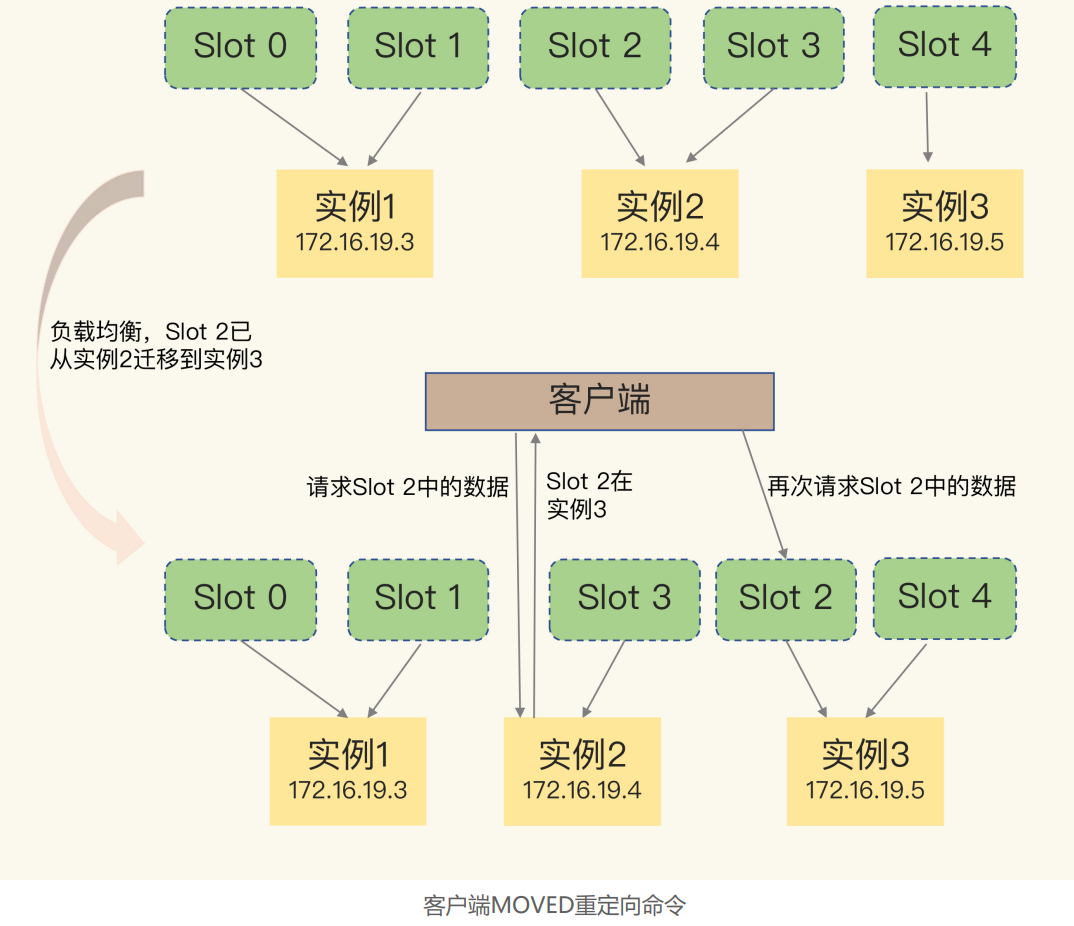 Slot 0
Slot 1
Slot 2
Slot 3
Slot 4
实例1
172.16.19.3
实例2
172.16.19.4
实例3
172.16.19.5
负载均衡，Slot 2已
从实例2迁移到实例3
客户端
请求Slot 2中的数据
Slot 2在
实例3
再次请求Slot 2中的数据
Slot 0
Slot 1
Slot 3
Slot 2
Slot 4
实例1
172.16.19.3
实例2
172.16.19.4
实例3
172.16.19.5
客户端MOVED重定向命令